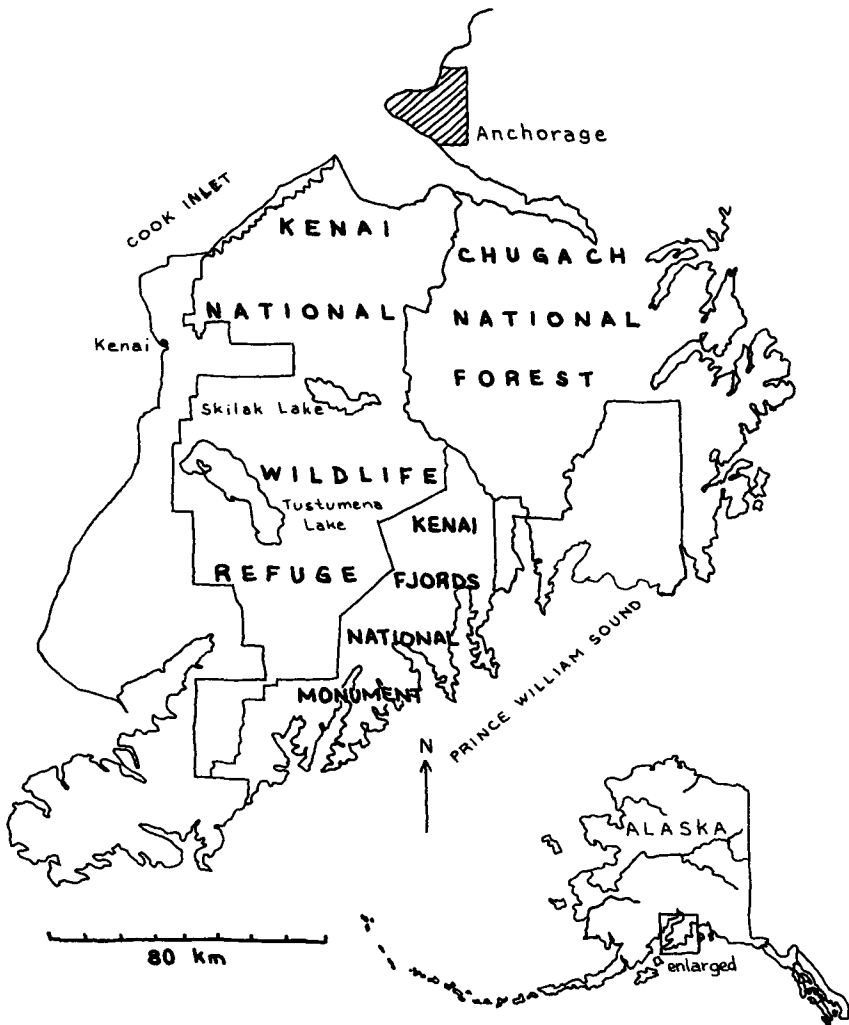 Anchorage
COOK INLET
KENAI
CHUGACH
NATIONAL
NATIONAL
Kenai
FOREST
Skilak Lake
WILDLIFE
Tustumena
Lake
KENAI
REFUGE
FJORDS
NATIONAL
MONUMENT
PRINCE WILLIAM SOUND
N
ALASKA
80 km
enlarged